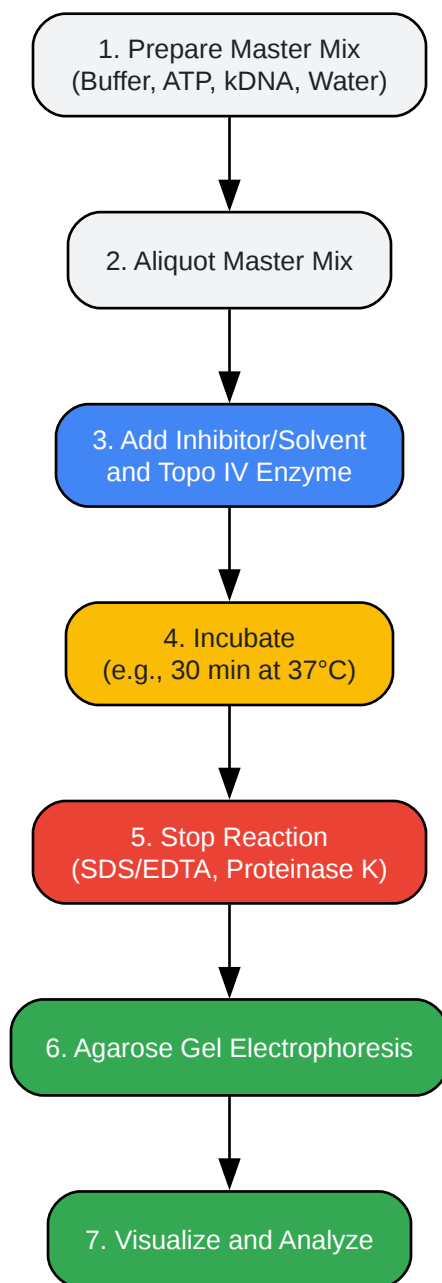 1. Prepare Master Mix
(Buffer, ATP, kDNA, Water)
2. Aliquot Master Mix
3. Add Inhibitor/Solvent
and Topo IV Enzyme
4. Incubate
(e.g., 30 min at 37°C)
5. Stop Reaction
(SDS/EDTA, Proteinase K)
6. Agarose Gel Electrophoresis
7. Visualize and Analyze